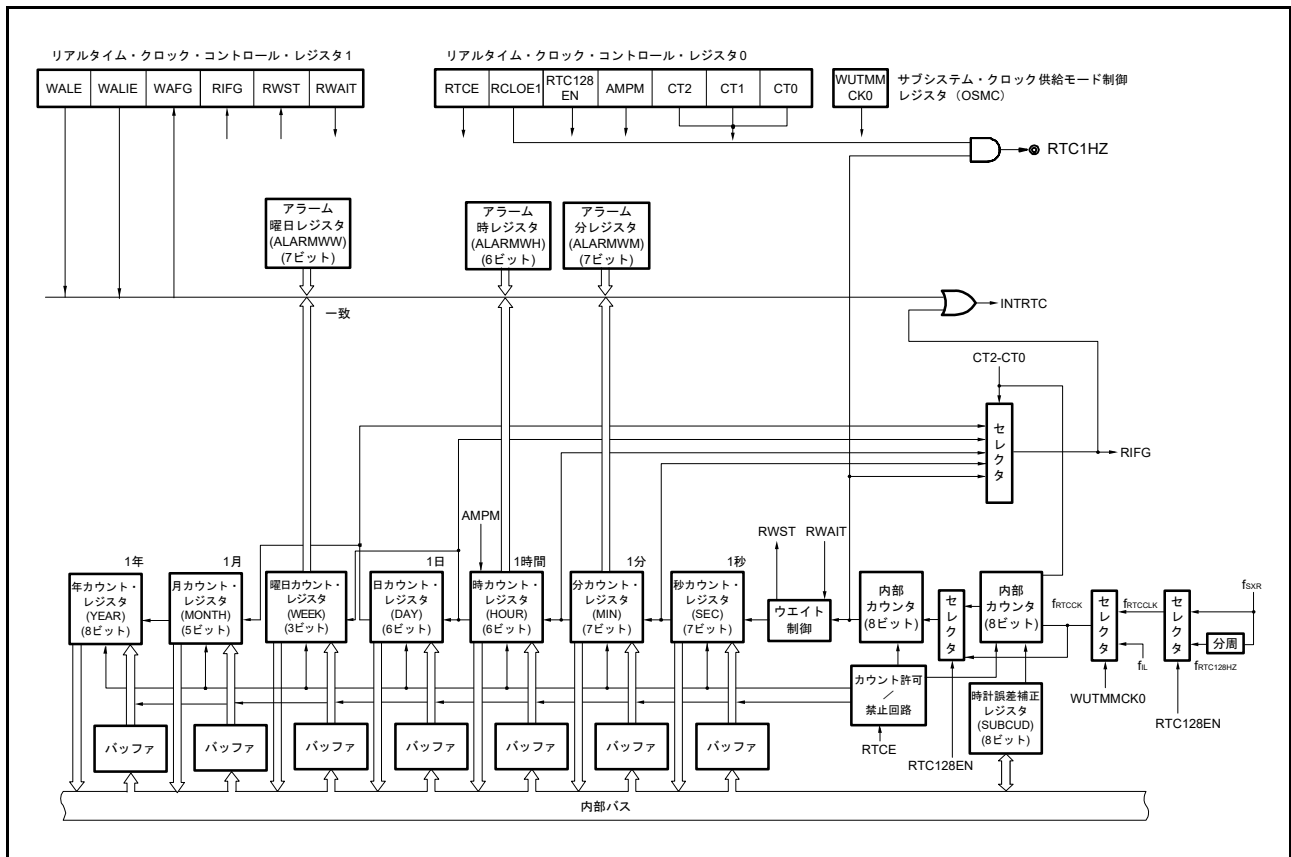 リアルタイム・クロック・コントロール・レジスタ1
WALE WALIE WAFG RIFG RWST RWAIT
リアルタイム・クロック・コントロール・レジスタ0
RTCE RCLOE1 RTC128 EN AMPM CT2 CT1 CT0
WUTMM
CK0
サブシステム・クロック供給モード制御
レジスタ（OSMC）
RTC1HZ
アラーム
曜日レジスタ
(ALARMWW)
(7ビット)
アラーム
時レジスタ
(ALARMWH)
(6ビット)
アラーム
分レジスタ
(ALARMWM)
(7ビット)
一致
INTRTC
CT2-CT0
セレクタ
RIFG
AMPM
RWST
RWAIT
1年
1月
1日
1時間
1分
1秒
年カウント・
レジスタ
(YEAR)
(8ビット)
月カウント・
レジスタ
(MONTH)
(5ビット)
曜日カウント・
レジスタ
(WEEK)
(3ビット)
日カウント・
レジスタ
(DAY)
(6ビット)
時カウント・
レジスタ
(HOUR)
(6ビット)
分カウント・
レジスタ
(MIN)
(7ビット)
秒カウント・
レジスタ
(SEC)
(7ビット)
ウエイト
制御
内部
カウンタ
(8ビット)
セレクタ
内部
カウンタ
(8ビット)
fRTCCK
セレクタ
fRTCCLK
セレクタ
fSXR
分周
fIL
fRTC128HZ
WUTMMCK0
RTC128EN
カウント許可
／
禁止回路
RTCE
RTC128EN
時計誤差補正
レジスタ
(SUBCUD)
(8ビット)
バッファ
バッファ
バッファ
バッファ
バッファ
バッファ
バッファ
内部バス